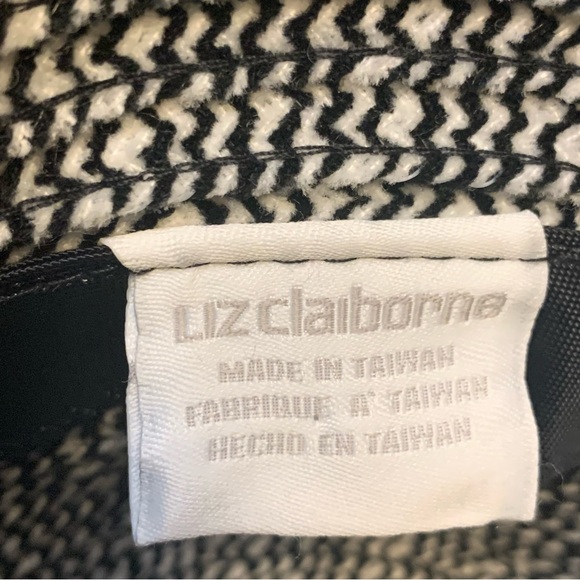 Liz claiborne
MADE IN TAIWAN
FABRIQUE A' TAIWAN
HECHO EN TAIWAN